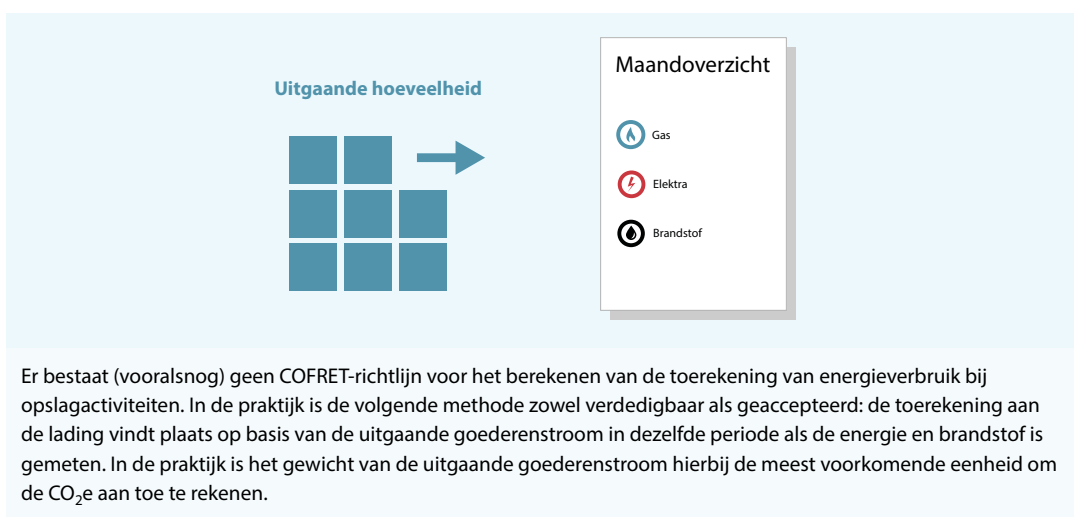 Uitgaande hoeveelheid
Maandoverzicht
Gas
Elektra
Brandstof
Er bestaat (vooralsnog) geen COFRET-richtlijn voor het berekenen van de toerekening van energieverbruik bij
opslagactiviteiten. In de praktijk is de volgende methode zowel verdedigbaar als geaccepteerd: de toerekening aan
de lading vindt plaats op basis van de uitgaande goederenstroom in dezelfde periode als de energie en brandstof is
gemeten. In de praktijk is het gewicht van de uitgaande goederenstroom hierbij de meest voorkomende eenheid om
de CO₂e aan toe te rekenen.